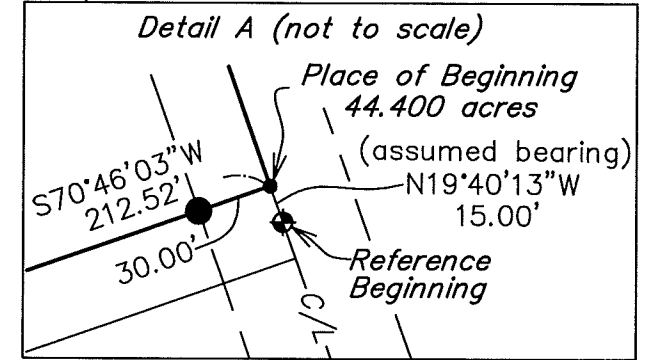 Detail A (not to scale)
Place of Beginning
44.400 acres
(assumed bearing)
N19°40'13"W
15.00'
S70°46'03"W
212.52'
30.00'
Reference
Beginning
C/L